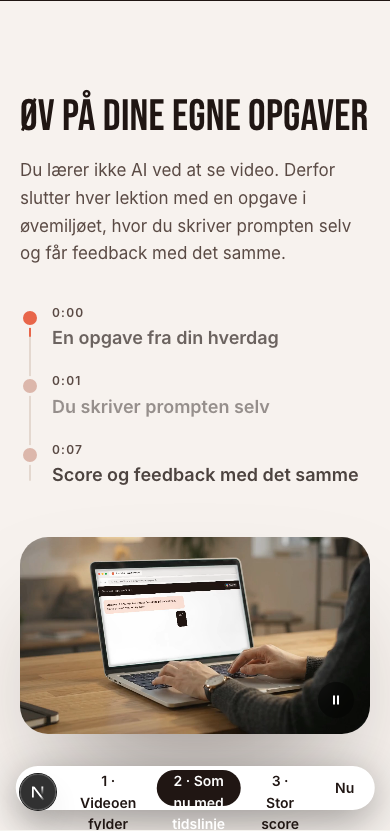 ØV PÅ DINE EGNE OPGAVER
Du lærer ikke AI ved at se video. Derfor
slutter hver lektion med en opgave i
øvemiljøet, hvor du skriver prompten selv
og får feedback med det samme.
0:00
En opgave fra din hverdag
0:01
Du skriver prompten selv
0:07
Score og feedback med det samme
N
1 ·
Videoen
fylder
2 · Som
nu med
tidslinje
3 ·
Stor
score
Nu